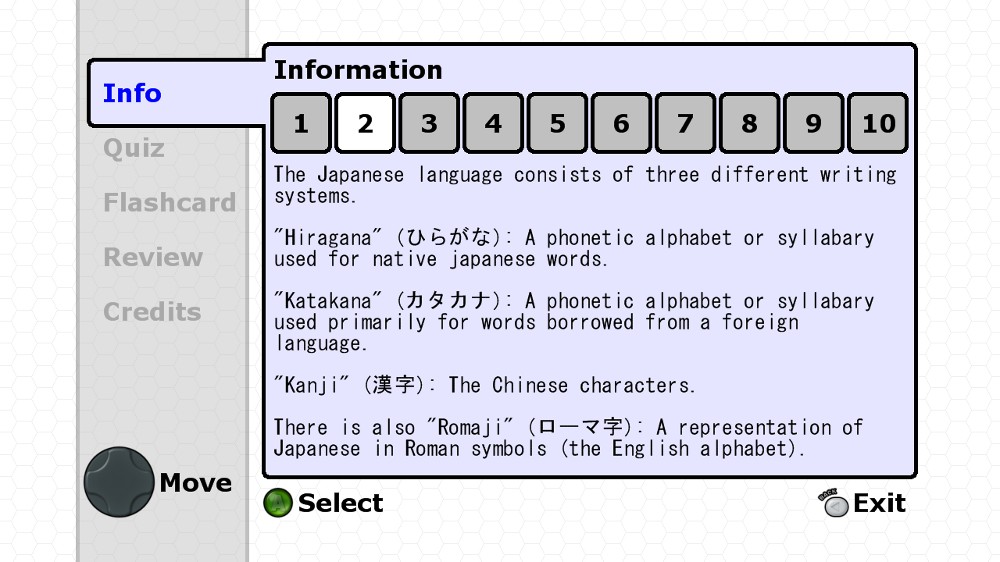 Information
Info
1 2 3 4 5 6 7 8 9 10
Quiz
Flashcard
Review
Credits
The Japanese language consists of three different writing
systems.
"Hiragana" (ひらがな): A phonetic alphabet or syllabary
used for native japanese words.
"Katakana" (カタカナ): A phonetic alphabet or syllabary
used primarily for words borrowed from a foreign
language.
"Kanji" (漢字): The Chinese characters.
There is also "Romaji" (ローマ字): A representation of
Japanese in Roman symbols (the English alphabet).
Move
A Select
BACK Exit